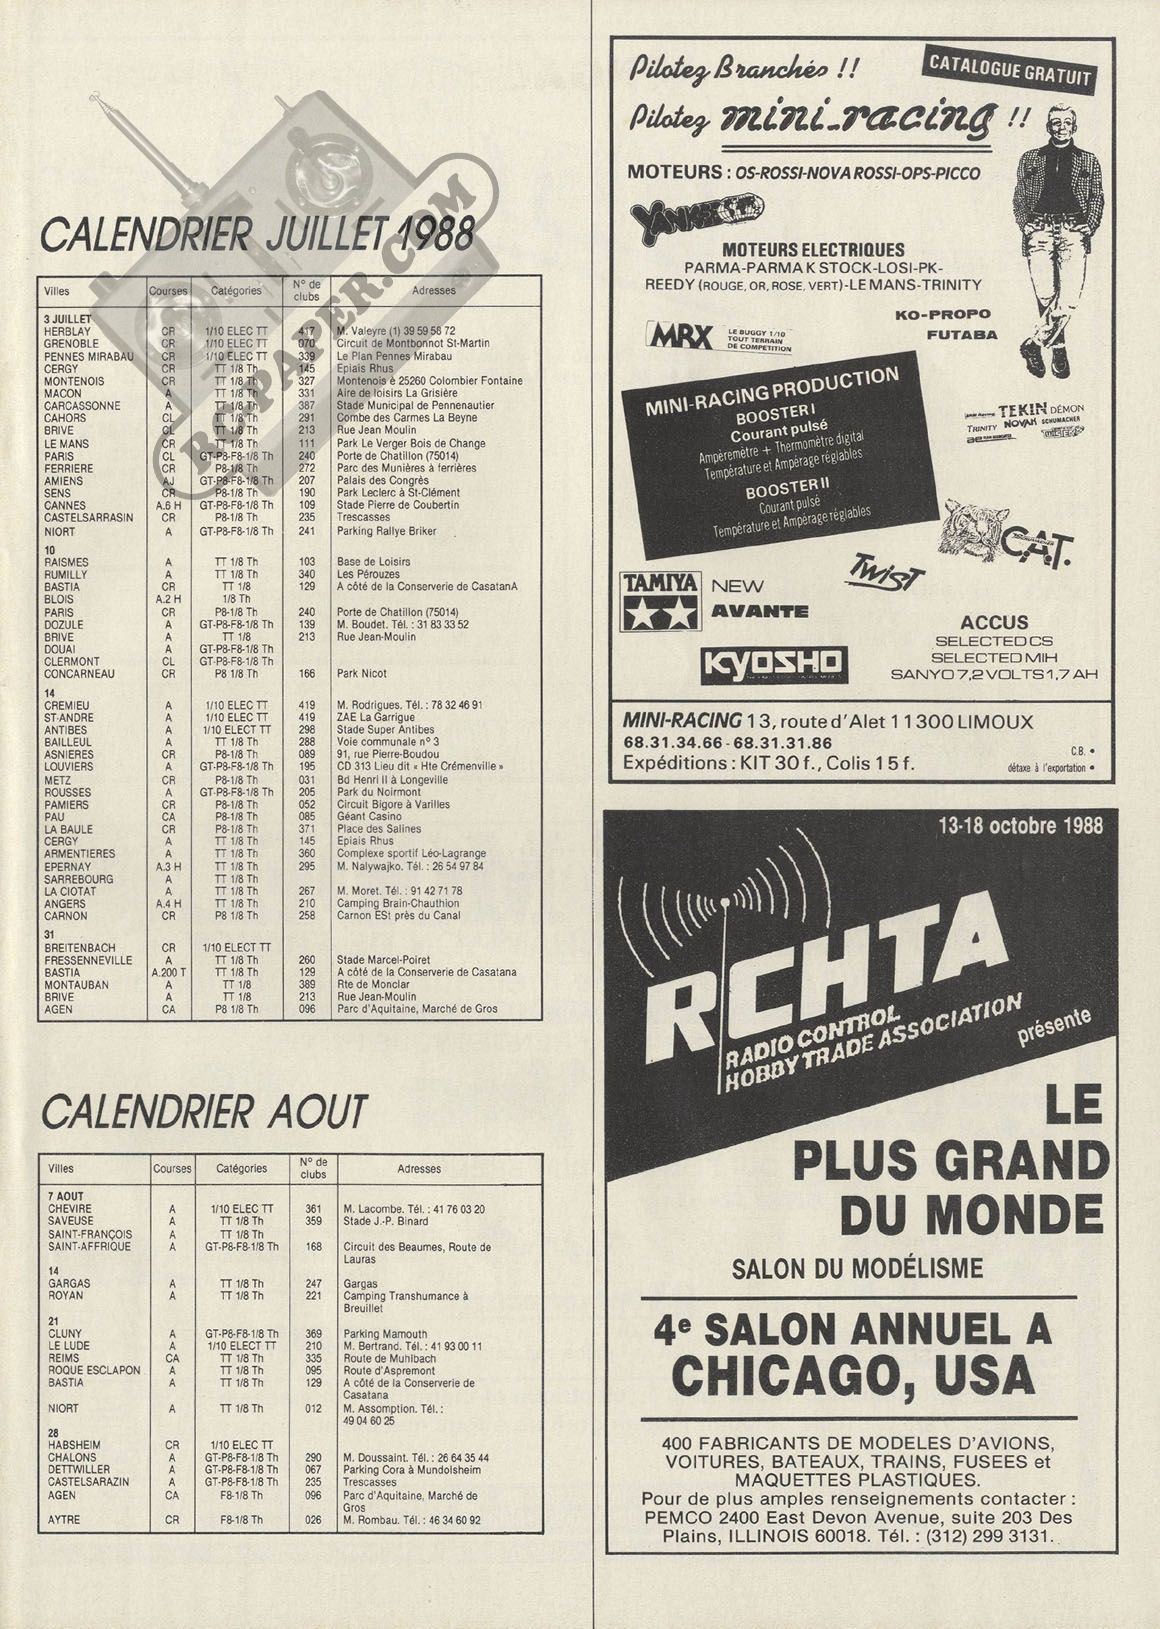 CALENDRIER JUILLET 1988
RCPAPER.COM
Villes Courses Catégories N° de clubs Adresses
3 JUILLET
HERBLAY CR 1/10 ELEC TT 417 M. Valeyre (1) 39 59 58 72
GRENOBLE CR 1/10 ELEC TT 070 Circuit de Montbonnot St-Martin
PENNES MIRABAU CR 1/10 ELEC TT 339 Le Plan Pennes Mirabau
CERGY CR TT 1/8 Th 145 Epiais Rhus
MONTENOIS CR TT 1/8 Th 327 Montenois è 25260 Colombier Fontaine
MACON A TT 1/8 Th 331 Aire de loisirs La Grisière
CARCASSONNE A TT 1/8 Th 387 Stade Municipal de Pennenautier
CAHORS CL TT 1/8 Th 291 Combe des Carmes La Beyne
BRIVE CL TT 1/8 Th 213 Rue Jean Moulin
LE MANS CR TT 1/8 Th 111 Park Le Verger Bois de Change
PARIS CL GT-P8-F8-1/8 Th 240 Porte de Chatillon (75014)
FERRIERE CR P8-1/8 Th 272 Parc des Munières à ferrières
AMIENS AJ GT-P8-F8-1/8 Th 207 Palais des Congrès
SENS CR P8-1/8 Th 190 Park Leclerc à St-Clément
CANNES A.6 H GT-P8-F8-1/8 Th 109 Stade Pierre de Coubertin
CASTELSARRASIN CR P8-1/8 Th 235 Trescasses
NIORT A GT-P8-F8-1/8 Th 241 Parking Rallye Briker
10
RAISMES A TT 1/8 Th 103 Base de Loisirs
RUMILLY A TT 1/8 Th 340 Les Pérouzes
BASTIA CR TT 1/8 129 A côté de la Conserverie de CasatanA
BLOIS A.2 H 1/8 Th
PARIS CR P8-1/8 Th 240 Porte de Chatillon (75014)
DOZULE A GT-P8-F8-1/8 Th 139 M. Boudet. Tél. : 31 83 33 52
BRIVE A TT 1/8 213 Rue Jean-Moulin
DOUAI A GT-P8-F8-1/8 Th
CLERMONT CL GT-P8-F8-1/8 Th
CONCARNEAU CR P8 1/8 Th 166 Park Nicot
14
CREMIEU A 1/10 ELEC TT 419 M. Rodrigues. Tél. : 78 32 46 91
ST-ANDRE A 1/10 ELEC TT 419 ZAE La Garrigue
ANTIBES A 1/10 ELECT TT 298 Stade Super Antibes
BAILLEUL A TT 1/8 Th 288 Voie communale n° 3
ASNIERES CR P8-1/8 Th 089 91, rue Pierre-Boudou
LOUVIERS A GT-P8-F8-1/8 Th 195 CD 313 Lieu dit « Hte Crémenville »
METZ CR P8-1/8 Th 031 Bd Henri II à Longeville
ROUSSES A GT-P8-F8-1/8 Th 205 Park du Noirmont
PAMIERS CR P8-1/8 Th 052 Circuit Bigore à Varilles
PAU CA P8-1/8 Th 085 Géant Casino
LA BAULE CR P8-1/8 Th 371 Place des Salines
CERGY A TT 1/8 Th 145 Epiais Rhus
ARMENTIERES A TT 1/8 Th 360 Complexe sportif Léo-Lagrange
EPERNAY A.3 H TT 1/8 Th 295 M. Nalywajko. Tél. : 26 54 97 84
SARREBOURG A TT 1/8 Th
LA CIOTAT A TT 1/8 Th 267 M. Moret. Tél. : 91 42 71 78
ANGERS A.4 H TT 1/8 Th 210 Camping Brain-Chauthion
CARNON CR P8 1/8 Th 258 Carnon ESt près du Canal
31
BREITENBACH CR 1/10 ELECT TT
FRESSENNEVILLE A TT 1/8 Th 260 Stade Marcel-Poiret
BASTIA A.200 T TT 1/8 Th 129 A côté de la Conserverie de Casatana
MONTAUBAN A TT 1/8 389 Rte de Monclar
BRIVE A TT 1/8 213 Rue Jean-Moulin
AGEN CA P8 1/8 Th 096 Parc d'Aquitaine, Marché de Gros
CALENDRIER AOUT
Villes Courses Catégories N° de clubs Adresses
7 AOUT
CHEVIRE A 1/10 ELEC TT 361 M. Lacombe. Tél. : 41 76 03 20
SAVEUSE A TT 1/8 Th 359 Stade J.-P. Binard
SAINT-FRANÇOIS A TT 1/8 Th
SAINT-AFFRIQUE A GT-P8-F8-1/8 Th 168 Circuit des Beaumes, Route de
Lauras
14
GARGAS A TT 1/8 Th 247 Gargas
ROYAN A TT 1/8 Th 221 Camping Transhumance à
Breuillet
21
CLUNY A GT-P8-F8-1/8 Th 369 Parking Mamouth
LE LUDE A 1/10 ELECT TT 210 M. Bertrand. Tél. : 41 93 00 11
REIMS CA TT 1/8 Th 335 Route de Muhlbach
ROQUE ESCLAPON A TT 1/8 Th 095 Route d'Aspremont
BASTIA A TT 1/8 Th 129 A côté de la Conserverie de
Casatana
NIORT A TT 1/8 Th 012 M. Assomption. Tél. :
49 04 60 25
28
HABSHEIM CR 1/10 ELEC TT
CHALONS A GT-P8-F8-1/8 Th 290 M. Doussaint. Tél. : 26 64 35 44
DETTWILLER A GT-P8-F8-1/8 Th 067 Parking Cora à Mundolsheim
CASTELSARAZIN A GT-P8-F8-1/8 Th 235 Trescasses
AGEN CA F8-1/8 Th 096 Parc d'Aquitaine, Marché de
Gros
AYTRE CR F8-1/8 Th 026 M. Rombau. Tél. : 46 34 60 92
Pilotez Branchés !!
CATALOGUE GRATUIT
Pilotez mini-racing !!
MOTEURS : OS-ROSSI-NOVA ROSSI-OPS-PICCO
YANKEE
MOTEURS ELECTRIQUES
PARMA-PARMA K STOCK-LOSI-PK-
REEDY (ROUGE, OR, ROSE, VERT)-LE MANS-TRINITY
KO-PROPO
FUTABA
MRX LE BUGGY 1/10
TOUT TERRAIN
DE COMPETITION
MINI-RACING PRODUCTION
BOOSTER I
Courant pulsé
Ampéremètre + Thermomètre digital
Température et Ampérage réglables
BOOSTER II
Courant pulsé
Température et Ampérage réglables
TEKIN DÉMON
TRINITY NOVAK SCHUMACHER
C.A.T.
TWIST
TAMIYA
NEW
AVANTE
KYOSHO
ACCUS
SELECTED CS
SELECTED MIH
SANYO 7,2 VOLTS 1,7 AH
MINI-RACING 13, route d'Alet 11300 LIMOUX
68.31.34.66 - 68.31.31.86
Expéditions : KIT 30 f., Colis 15 f.
C.B. •
détaxe à l'exportation •
13-18 octobre 1988
RCHTA
RADIO CONTROL
HOBBY TRADE ASSOCIATION
présente
LE
PLUS GRAND
DU MONDE
SALON DU MODÉLISME
4e SALON ANNUEL A
CHICAGO, USA
400 FABRICANTS DE MODELES D'AVIONS,
VOITURES, BATEAUX, TRAINS, FUSEES et
MAQUETTES PLASTIQUES.
Pour de plus amples renseignements contacter :
PEMCO 2400 East Devon Avenue, suite 203 Des
Plains, ILLINOIS 60018. Tél. : (312) 299 3131.